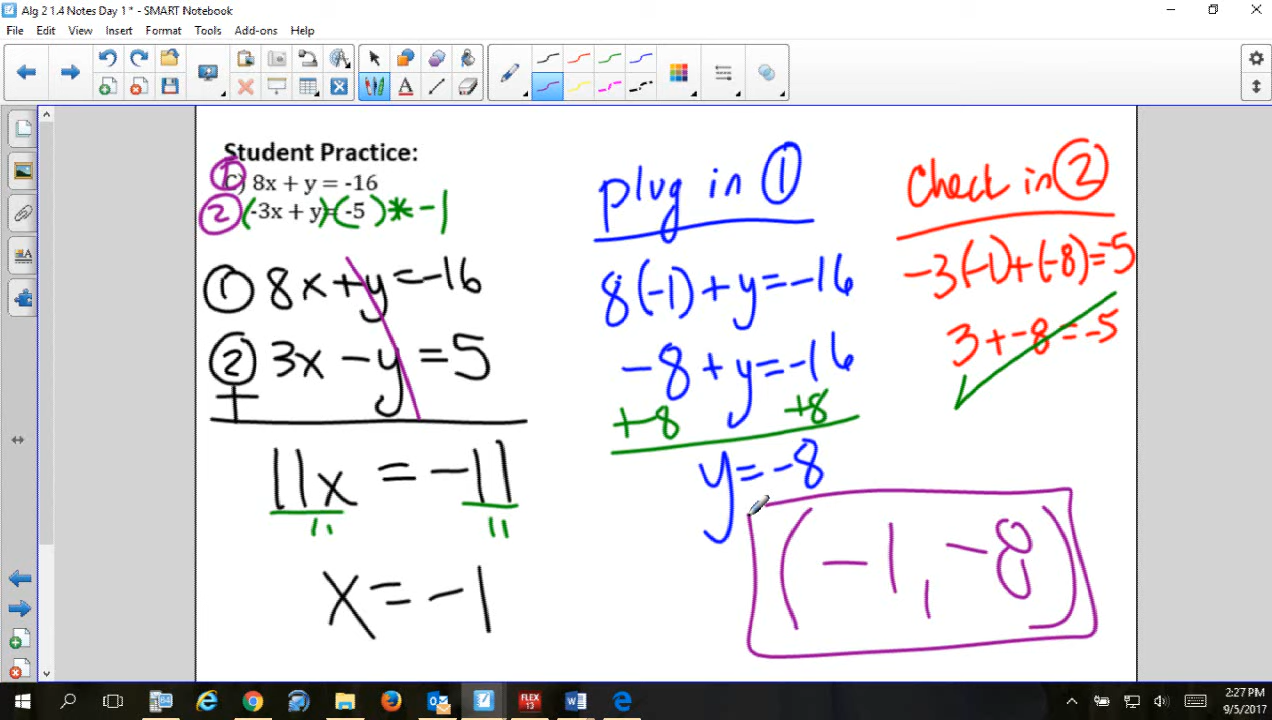 Alg 2 1.4 Notes Day 1 * - SMART Notebook
File Edit View Insert Format Tools Add-ons Help
Student Practice:
① C) 8x + y = -16
② (-3x + y)=(-5 )* -1
① 8x+y=-16
② 3x - y = 5
+
11x = -11
11 11
x = -1
plug in ①
8(-1) + y = -16
-8 + y = -16
+8 +8
y = -8
Check in ②
-3(-1)+(-8)=5
3 + -8 = -5
(-1, -8)
FLEX 13
2:27 PM
9/5/2017